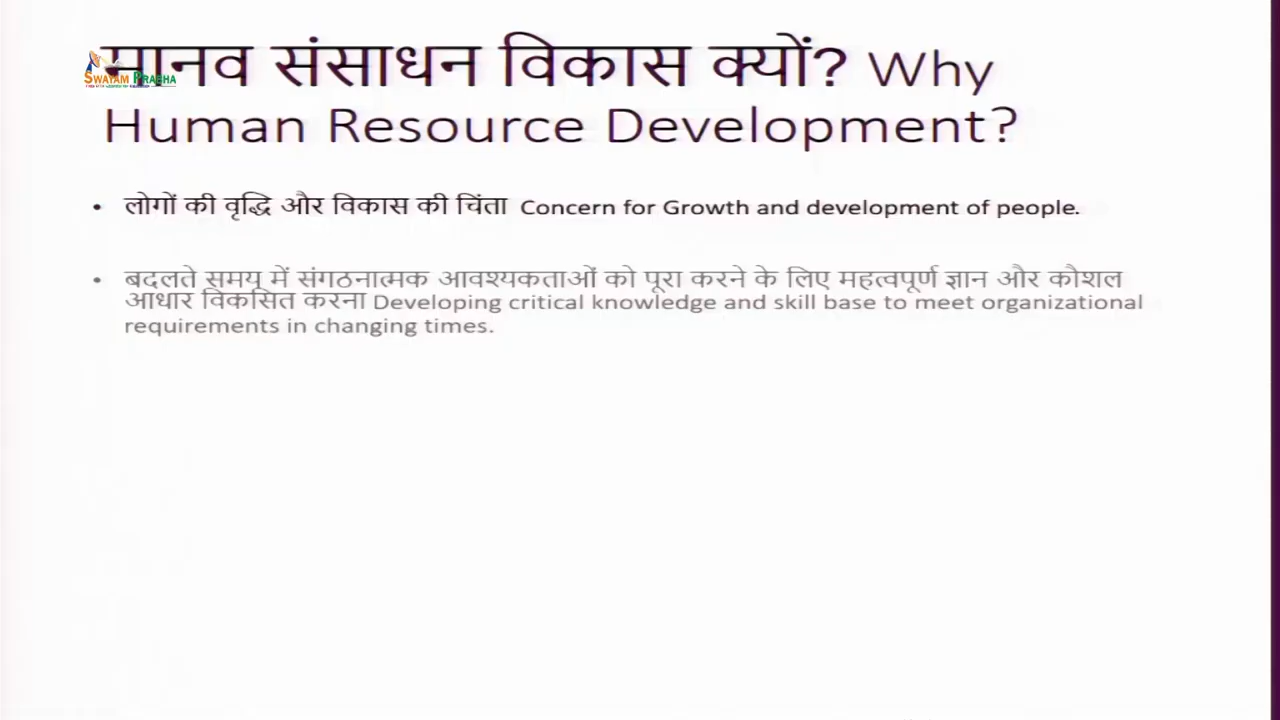 मानव संसाधन विकास क्यों? Why
Human Resource Development?
SWAYAM PRABHA
• लोगों की वृद्धि और विकास की चिंता Concern for Growth and development of people.
• बदलते समय में संगठनात्मक आवश्यकताओं को पूरा करने के लिए महत्वपूर्ण ज्ञान और कौशल
आधार विकसित करना Developing critical knowledge and skill base to meet organizational
requirements in changing times.